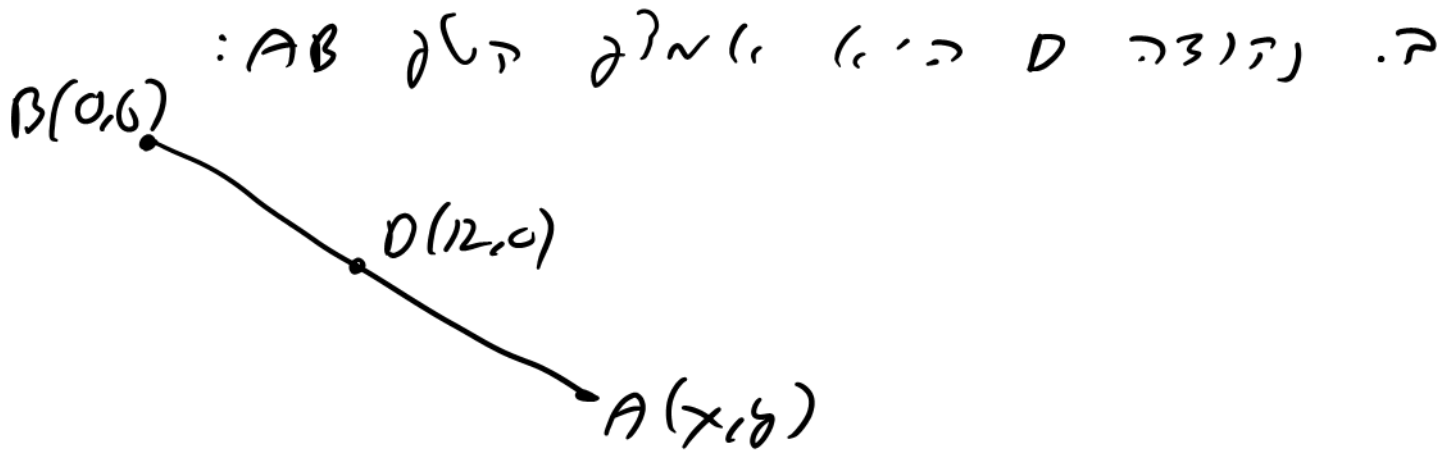 ב. נקודה D היא אמצע הקטע AB:
B(0,6)
D(12,0)
A(x,y)